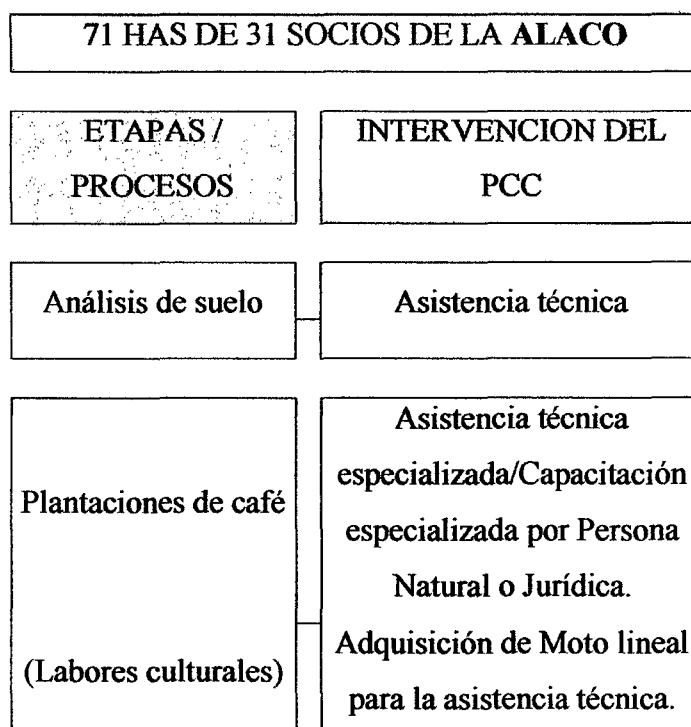 71 HAS DE 31 SOCIOS DE LA ALACO
ETAPAS /
PROCESOS
INTERVENCION DEL
PCC
Análisis de suelo
Asistencia técnica
Plantaciones de café
(Labores culturales)
Asistencia técnica
especializada/Capacitación
especializada por Persona
Natural o Jurídica.
Adquisición de Moto lineal
para la asistencia técnica.